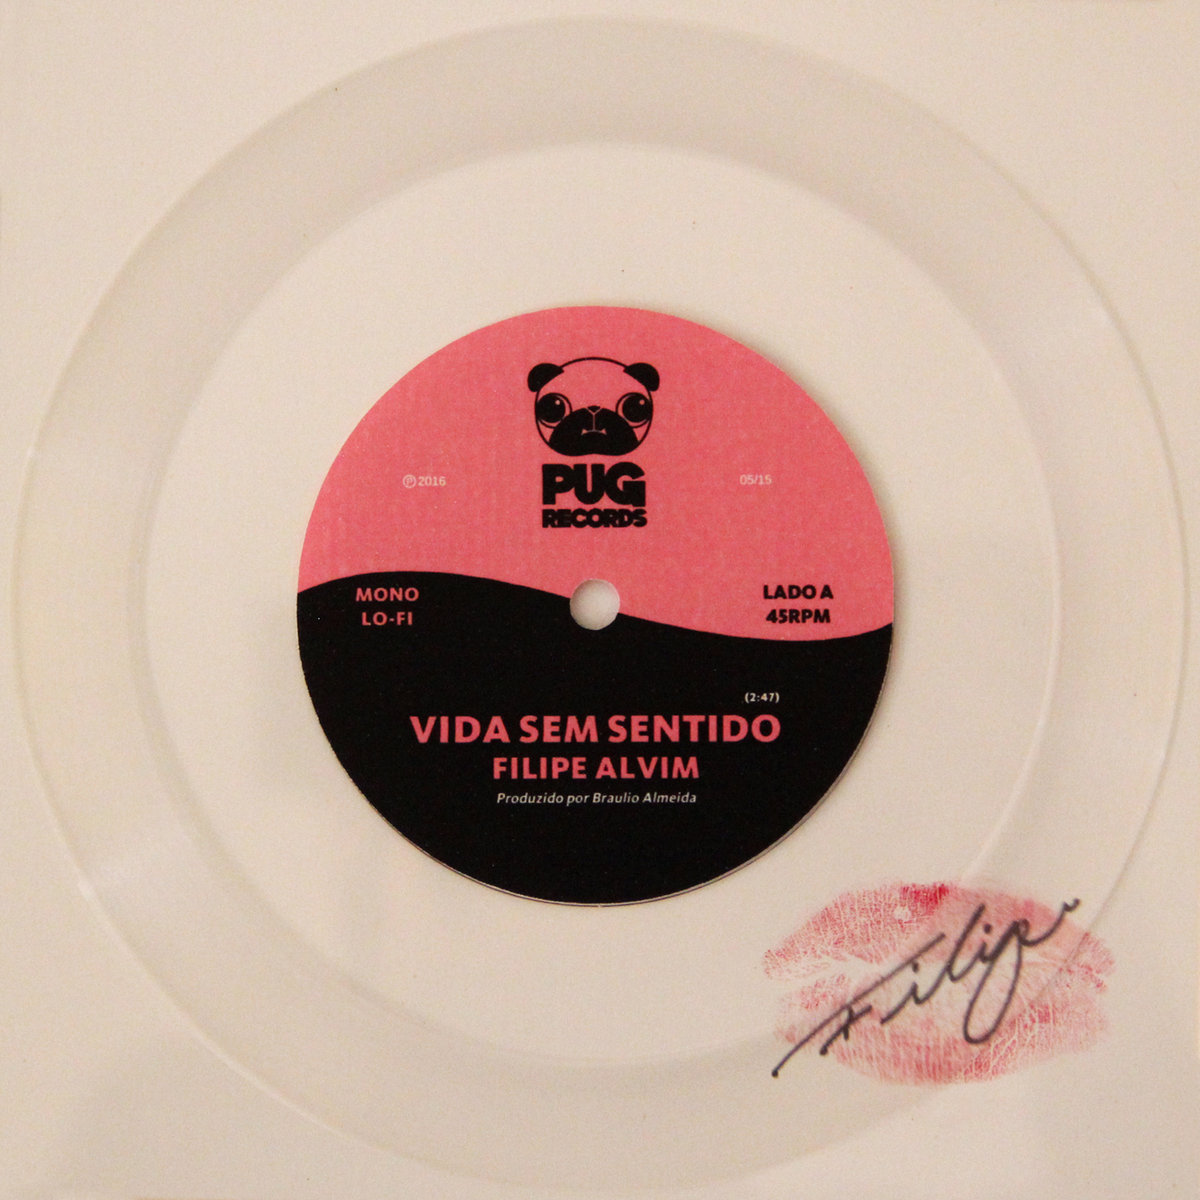 PUG
RECORDS
℗ 2016
05/15
MONO
LO-FI
LADO A
45RPM
(2:47)
VIDA SEM SENTIDO
FILIPE ALVIM
Produzido por Braulio Almeida
Filipe